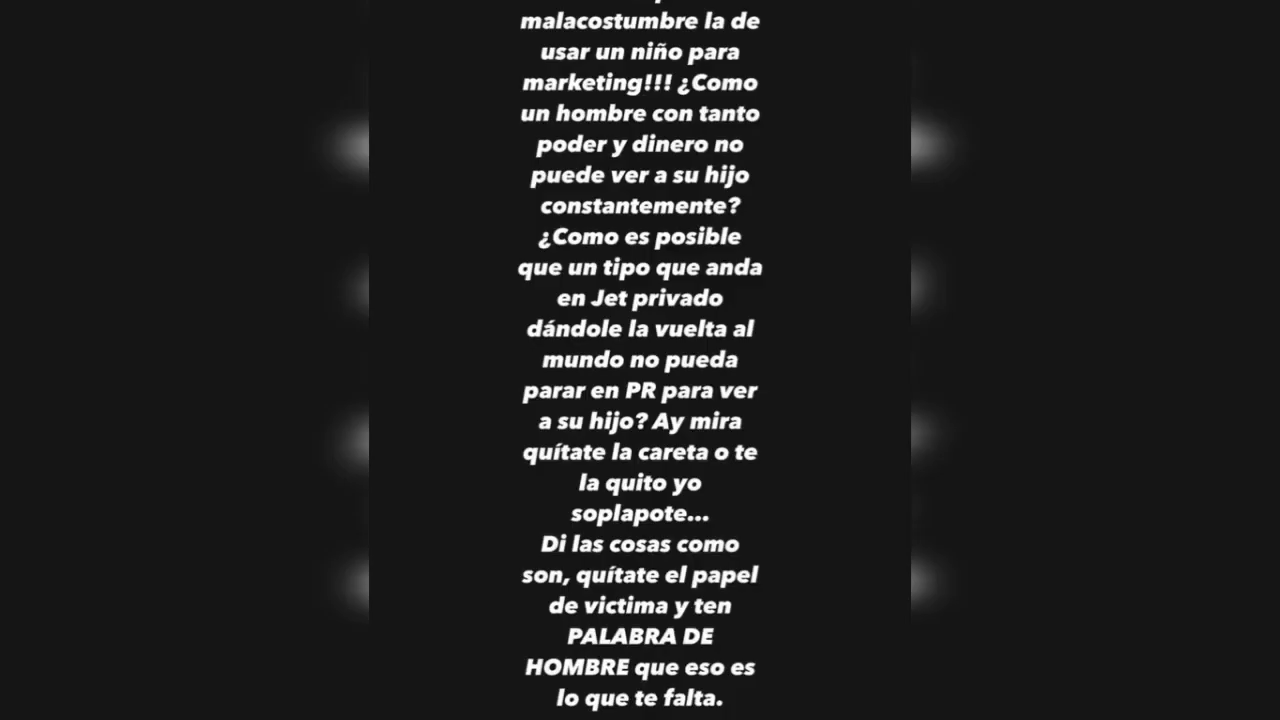 malacostumbre la de
usar un niño para
marketing!!! ¿Como
un hombre con tanto
poder y dinero no
puede ver a su hijo
constantemente?
¿Como es posible
que un tipo que anda
en Jet privado
dándole la vuelta al
mundo no pueda
parar en PR para ver
a su hijo? Ay mira
quítate la careta o te
la quito yo
soplapote...
Di las cosas como
son, quítate el papel
de victima y ten
PALABRA DE
HOMBRE que eso es
lo que te falta.